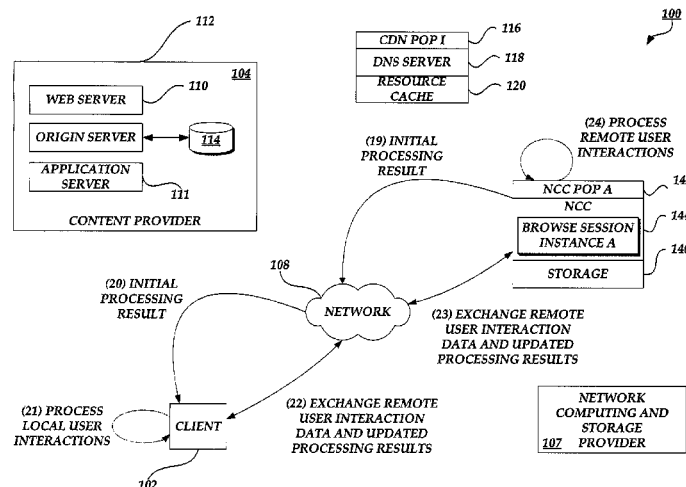 100
112
104
WEB SERVER
110
ORIGIN SERVER
114
APPLICATION
SERVER
111
CONTENT PROVIDER
CDN POP I
116
DNS SERVER
118
RESOURCE
CACHE
120
(24) PROCESS
REMOTE USER
INTERACTIONS
(19) INITIAL
PROCESSING
RESULT
NCC POP A
NCC
BROWSE SESSION
INSTANCE A
STORAGE
108
NETWORK
(20) INITIAL
PROCESSING
RESULT
(23) EXCHANGE REMOTE
USER INTERACTION
DATA AND UPDATED
PROCESSING RESULTS
(21) PROCESS
LOCAL USER
INTERACTIONS
CLIENT
102
(22) EXCHANGE REMOTE
USER INTERACTION
DATA AND UPDATED
PROCESSING RESULTS
NETWORK
COMPUTING AND
STORAGE
107 PROVIDER